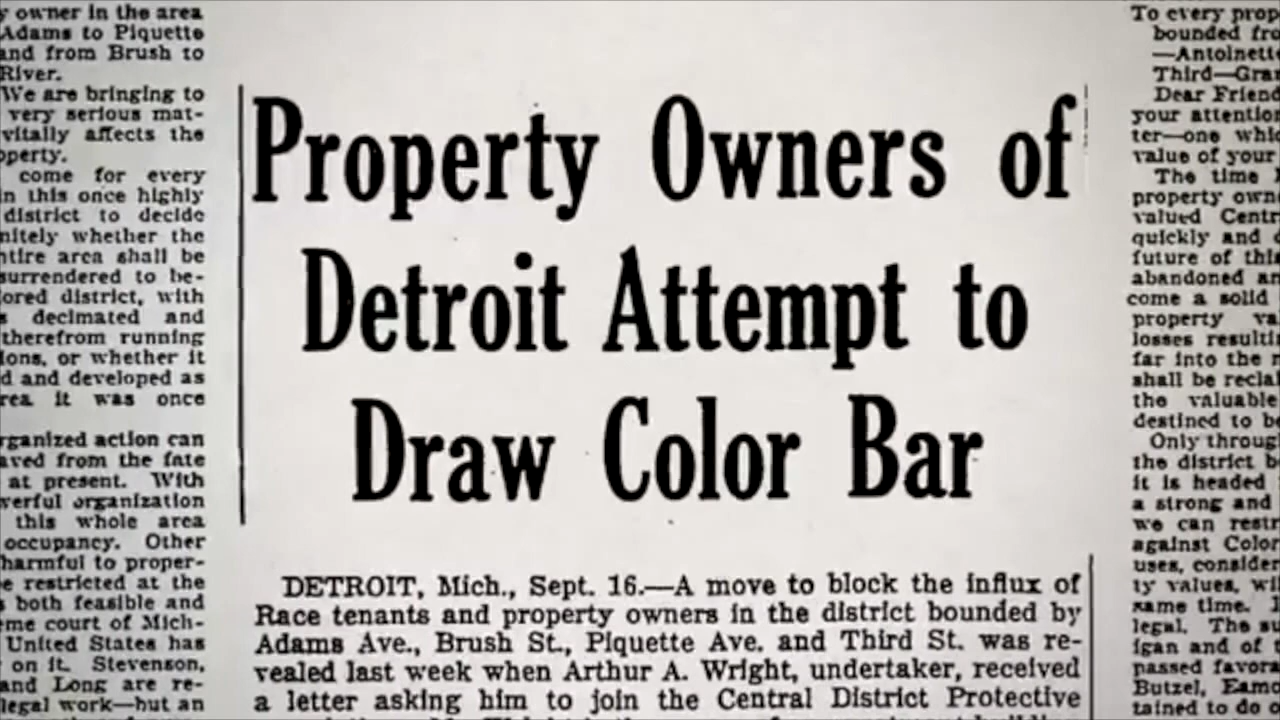 y owner in the area
Adams to Piquette
and from Brush to
River.
We are bringing to
very serious mat-
vitally affects the
operty.
come for every
in this once highly
district to decide
nitely whether the
ntire area shall be
surrendered to be-
ored district, with
decimated and
therefrom running
ions, or whether it
d and developed as
rea it was once
rganized action can
aved from the fate
at present. With
werful organization
this whole area
occupancy. Other
harmful to proper-
e restricted at the
both feasible and
me court of Mich-
United States has
on it. Stevenson,
and Long are re-
legal work—but an
Property Owners of
Detroit Attempt to
Draw Color Bar
DETROIT, Mich., Sept. 16.—A move to block the influx of
Race tenants and property owners in the district bounded by
Adams Ave., Brush St., Piquette Ave. and Third St. was re-
vealed last week when Arthur A. Wright, undertaker, received
a letter asking him to join the Central District Protective
To every prop
bounded fro
—Antoinett
Third—Gra
Dear Friend
your attention
ter—one whic
value of your
The time
property own
valued Centr
quickly and
future of this
abandoned an
come a solid
property va
losses resulti
far into the
shall be recla
the valuable
destined to be
Only throug
the district b
it is headed
a strong and
we can restr
against Color
uses, consider
ty values, wi
same time.
legal. The su
igan and of t
passed favora
Butzel, Eamo
tained to do